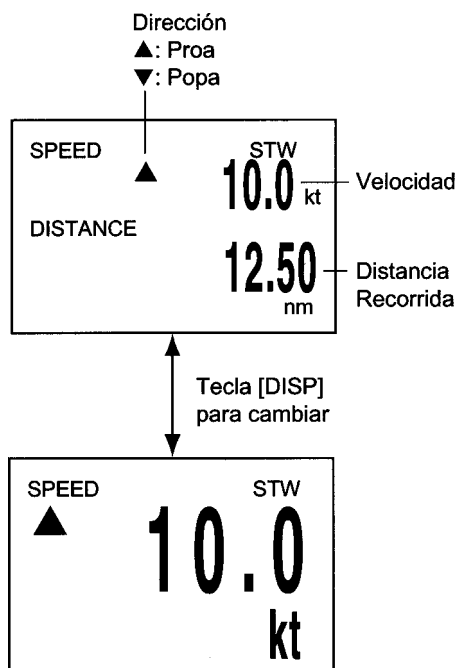 Dirección
▲: Proa
▼: Popa
SPEED
STW
▲
10.0 kt
Velocidad
DISTANCE
12.50
nm
Distancia
Recorrida
Tecla [DISP]
para cambiar
SPEED
STW
▲
10.0
kt